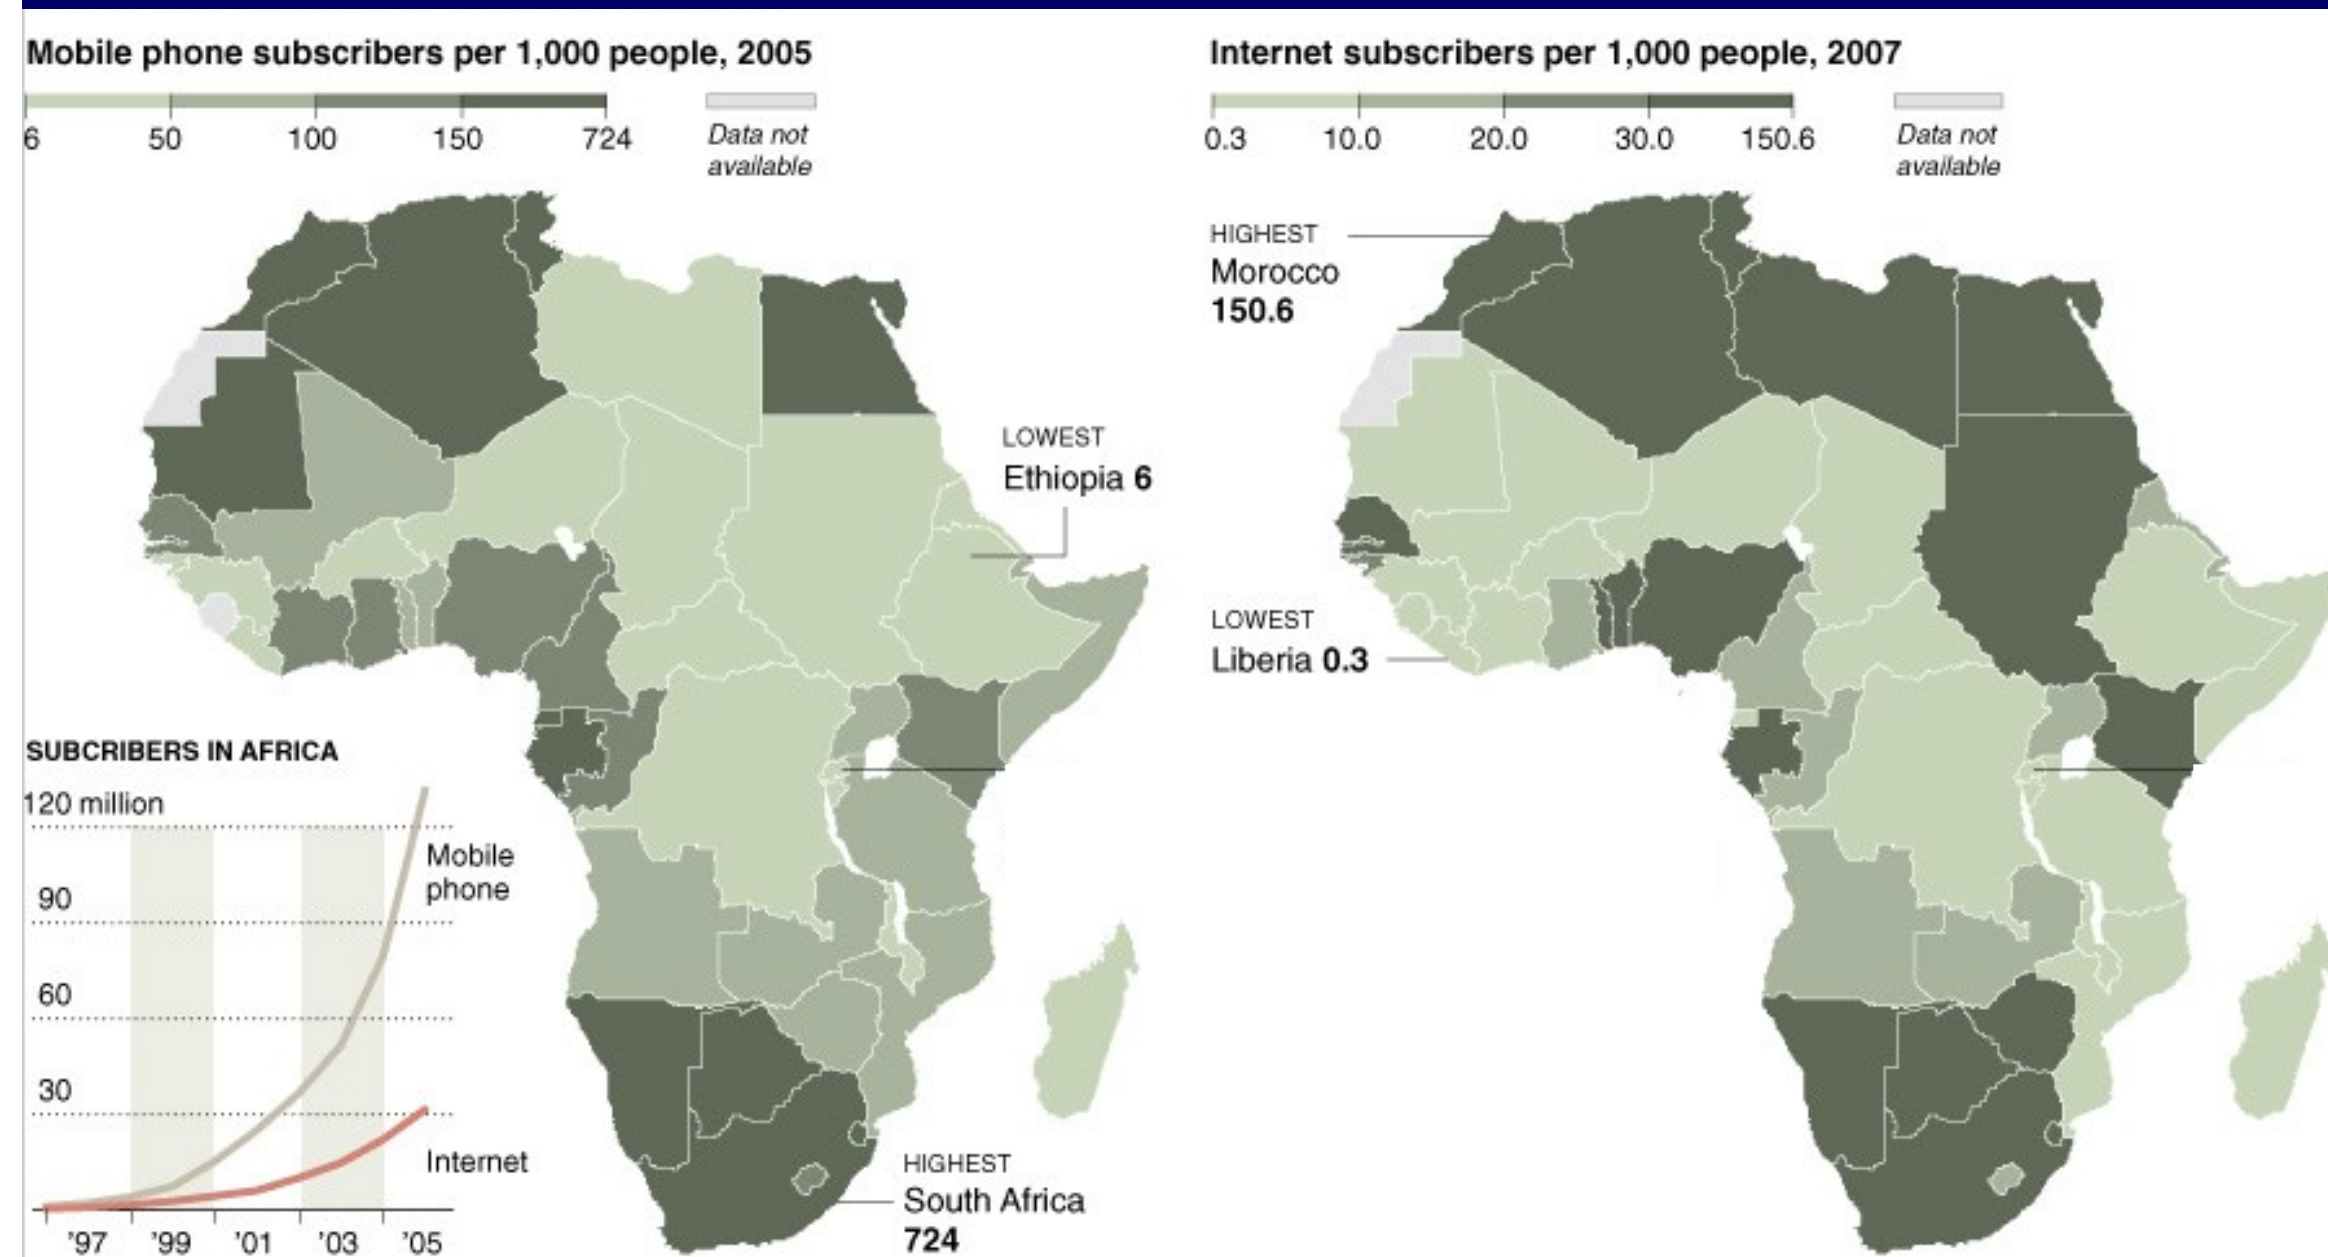 Mobile phone subscribers per 1,000 people, 2005
6 50 100 150 724
Data not
available
LOWEST
Ethiopia 6
HIGHEST
South Africa
724
SUBCRIBERS IN AFRICA
120 million
90
60
30
Mobile
phone
Internet
’97 ’99 ’01 ’03 ’05
Internet subscribers per 1,000 people, 2007
0.3 10.0 20.0 30.0 150.6
Data not
available
HIGHEST
Morocco
150.6
LOWEST
Liberia 0.3